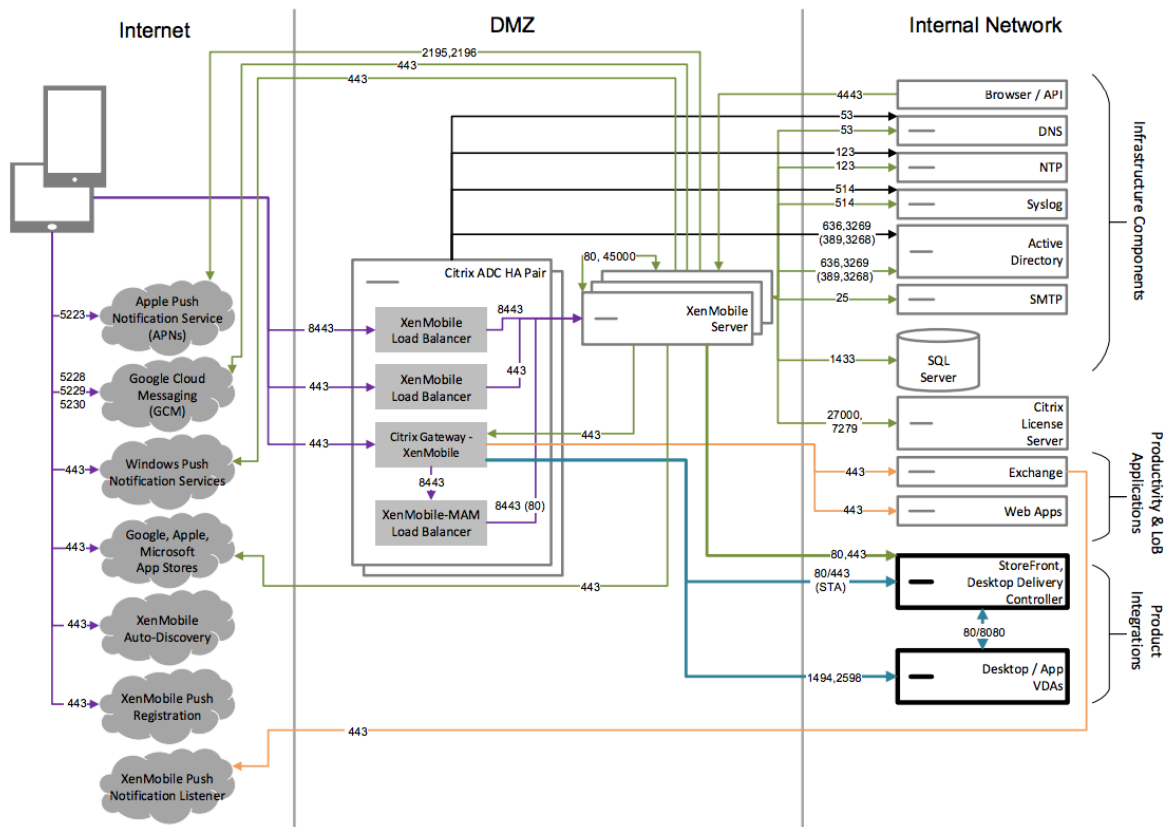 Internet
DMZ
Internal Network
2195,2196
443
443
4443
Browser / API
53
53
DNS
123
123
NTP
514
514
Syslog
636,3269
(389,3268)
636,3269
(389,3268)
Active
Directory
25
SMTP
1433
SQL
Server
27000,
7279
Citrix
License
Server
Infrastructure Components
443
Exchange
443
Web Apps
Productivity & LoB
Applications
80,443
80/443
(STA)
StoreFront,
Desktop Delivery
Controller
80/8080
1494,2598
Desktop / App
VDAs
Product
Integrations
Citrix ADC HA Pair
80, 45000
XenMobile
Server
8443
XenMobile
Load Balancer
8443
443
XenMobile
Load Balancer
443
443
Citrix Gateway -
XenMobile
443
8443
XenMobile-MAM
Load Balancer
8443 (80)
443
5223
Apple Push
Notification Service
(APNs)
5228
5229
5230
Google Cloud
Messaging
(GCM)
443
Windows Push
Notification Services
443
Google, Apple,
Microsoft
App Stores
443
XenMobile
Auto-Discovery
443
XenMobile Push
Registration
443
XenMobile Push
Notification Listener